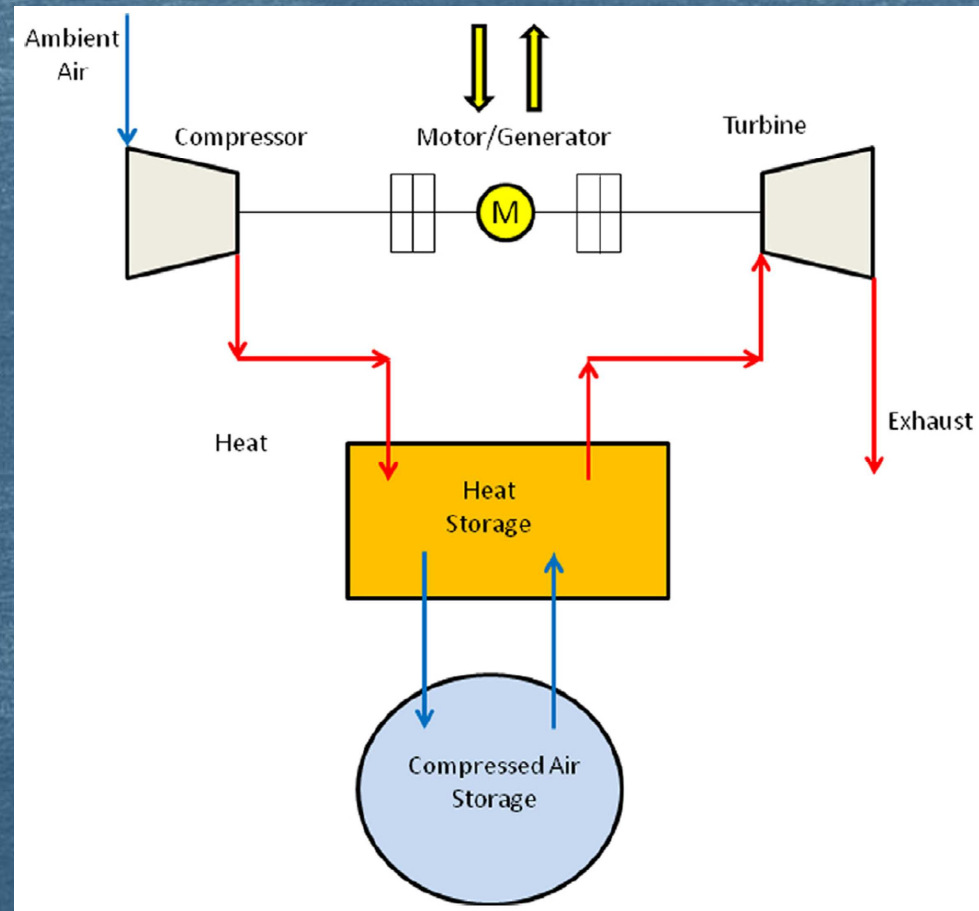 Ambient
Air
Compressor
Motor/Generator
Turbine
M
Heat
Exhaust
Heat
Storage
Compressed Air
Storage